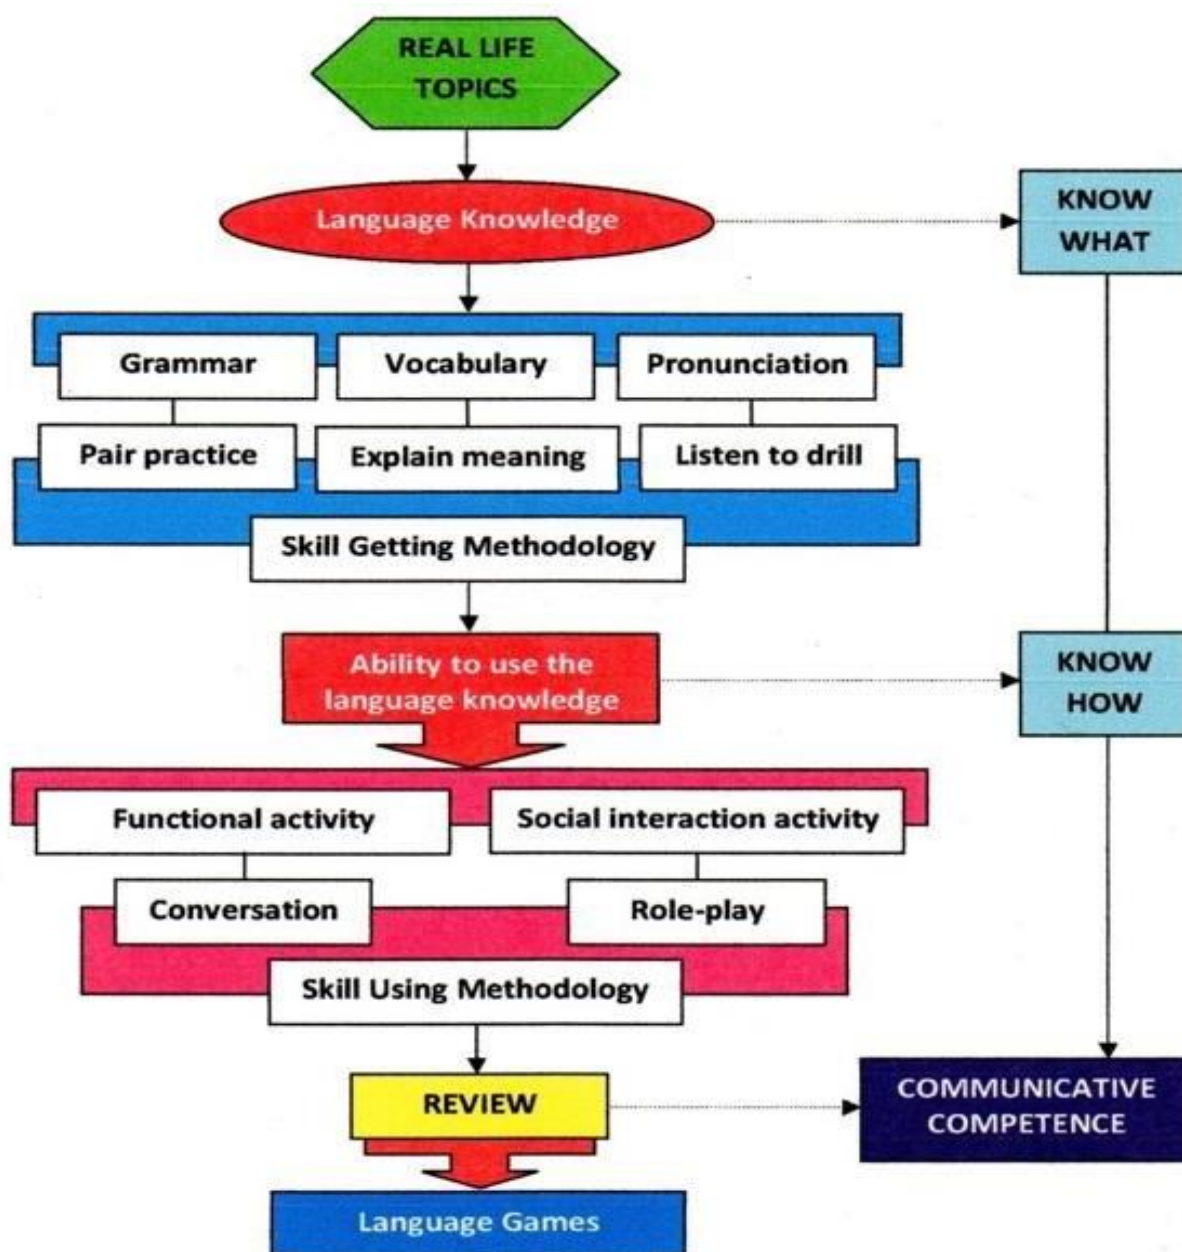 REAL LIFE
TOPICS
Language Knowledge
KNOW
WHAT
Grammar
Vocabulary
Pronunciation
Pair practice
Explain meaning
Listen to drill
Skill Getting Methodology
Ability to use the
language knowledge
KNOW
HOW
Functional activity
Social interaction activity
Conversation
Role-play
Skill Using Methodology
REVIEW
COMMUNICATIVE
COMPETENCE
Language Games